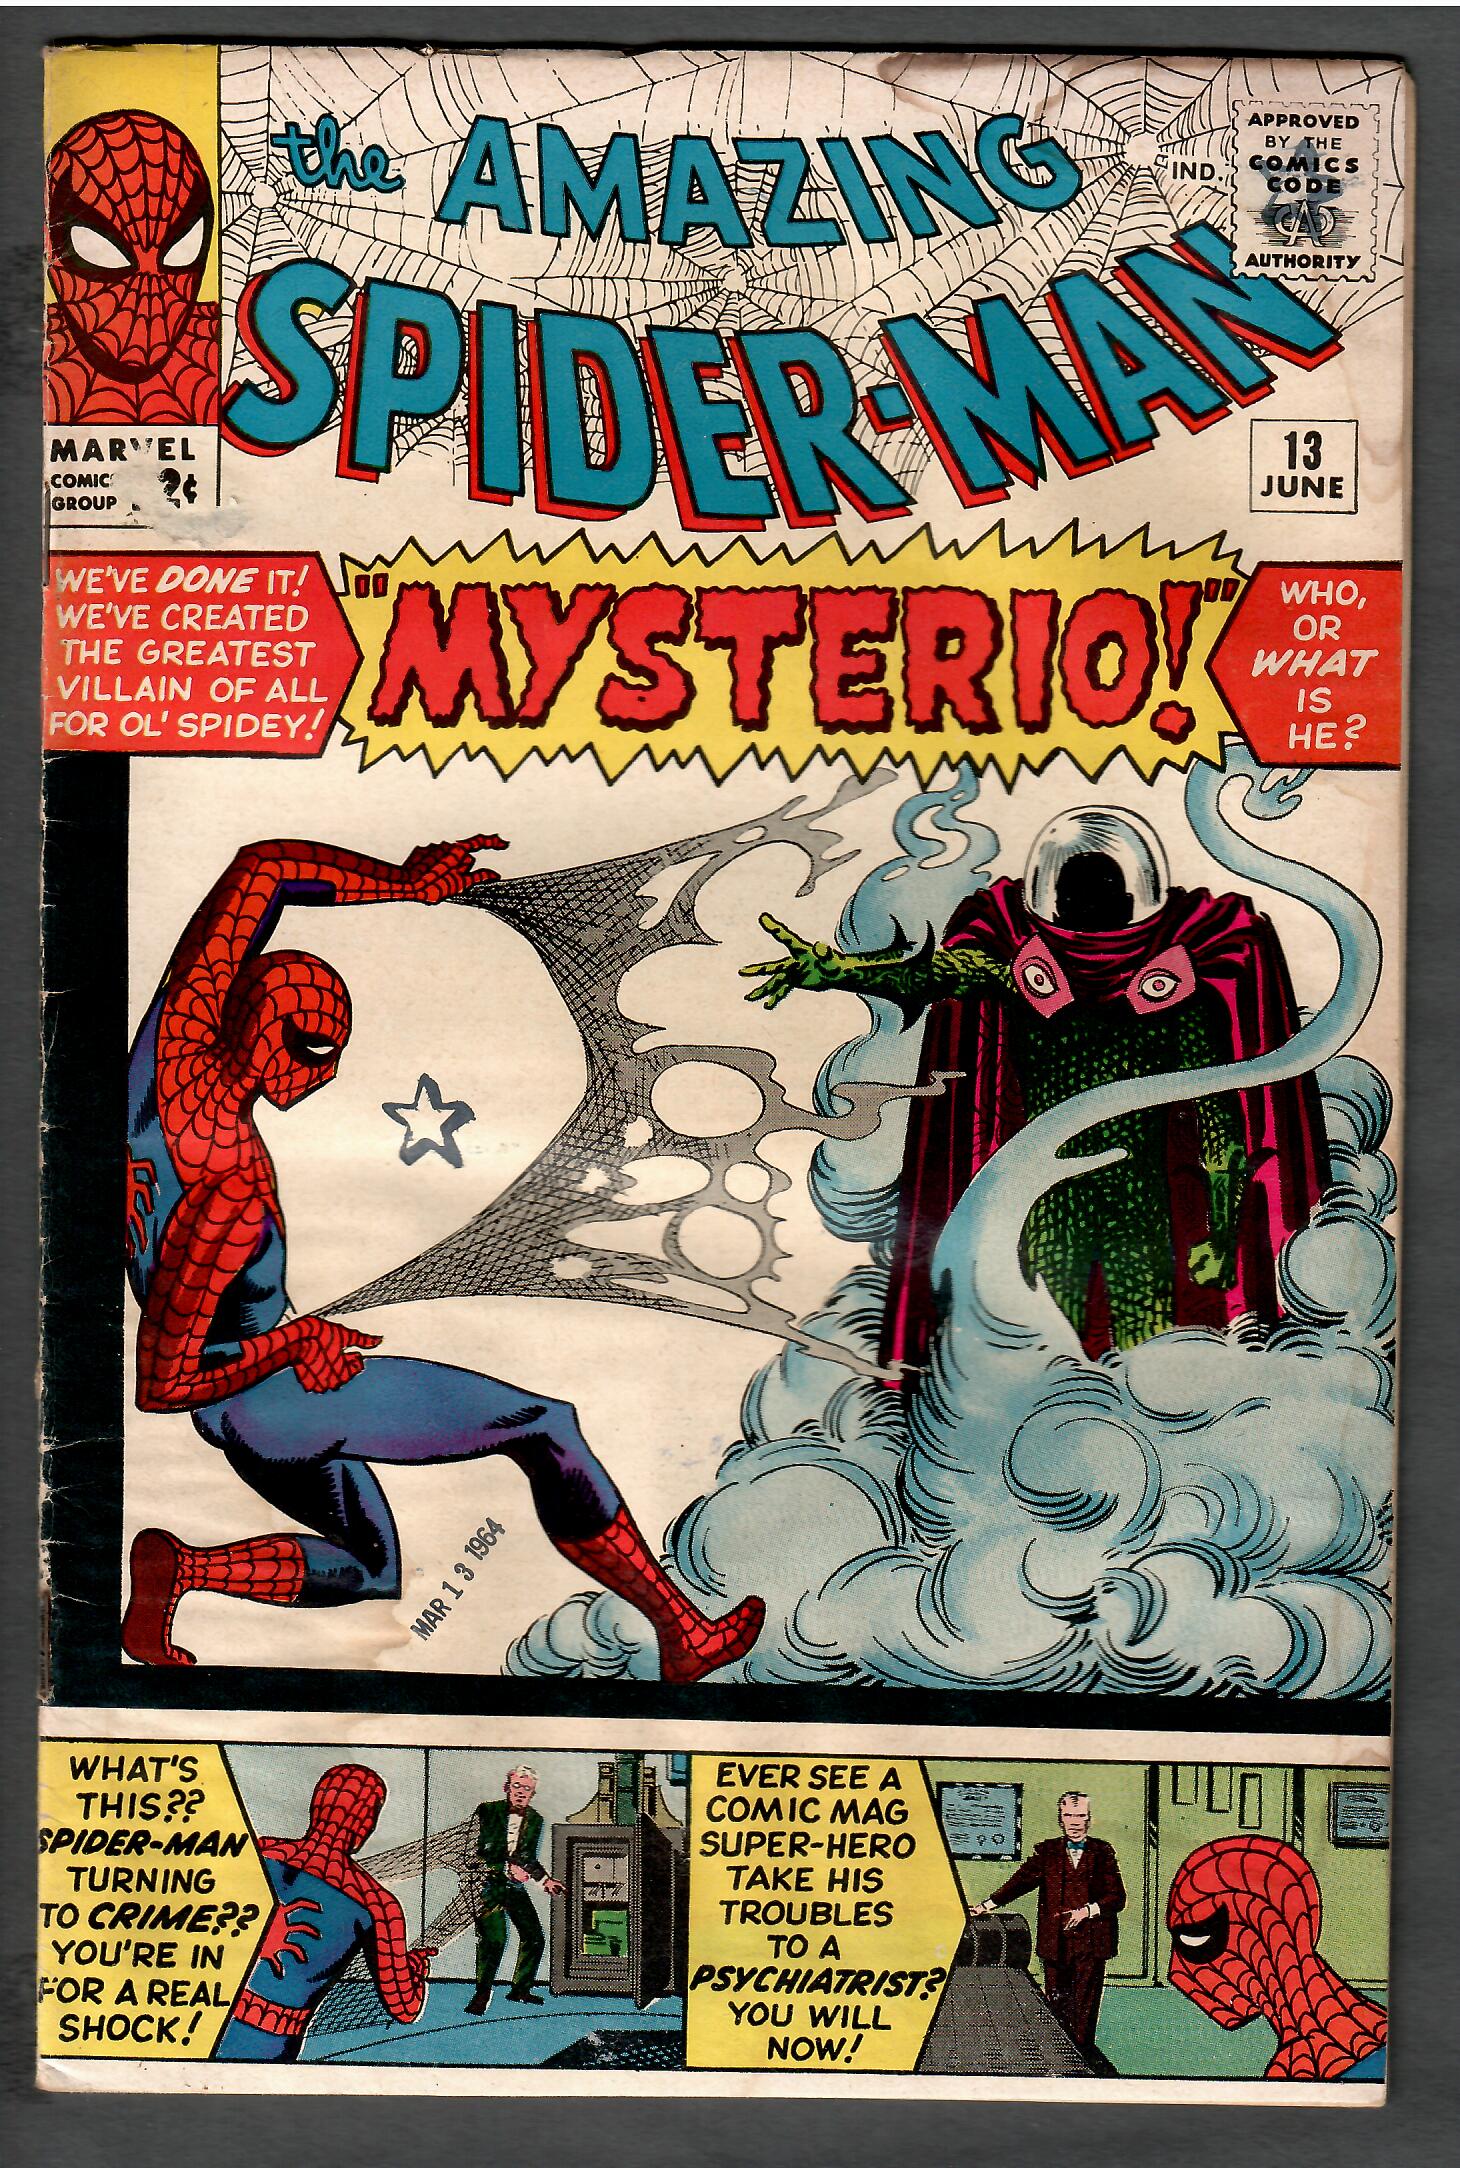 the AMAZING
SPIDER-MAN
IND.
APPROVED
BY THE
COMICS
CODE
AUTHORITY
MARVEL
COMICS
GROUP 2¢
13
JUNE
WE'VE DONE IT!
WE'VE CREATED
THE GREATEST
VILLAIN OF ALL
FOR OL' SPIDEY!
"MYSTERIO!"
WHO,
OR
WHAT
IS
HE?
MAR 13 1964
WHAT'S
THIS??
SPIDER-MAN
TURNING
TO CRIME??
YOU'RE IN
FOR A REAL
SHOCK!
EVER SEE A
COMIC MAG
SUPER-HERO
TAKE HIS
TROUBLES
TO A
PSYCHIATRIST?
YOU WILL
NOW!